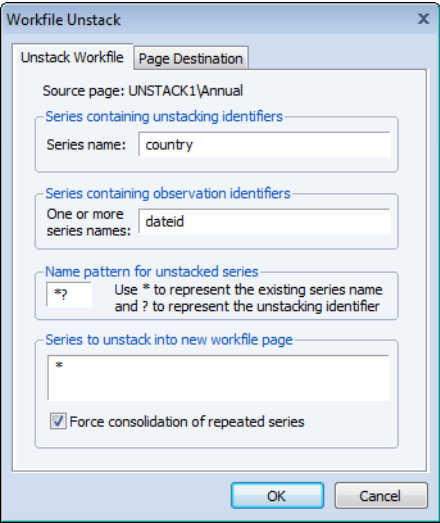 Workfile Unstack
x
Unstack Workfile Page Destination
Source page: UNSTACK1\Annual
Series containing unstacking identifiers
Series name: country
Series containing observation identifiers
One or more
series names: dateid
Name pattern for unstacked series
*? Use * to represent the existing series name
and ? to represent the unstacking identifier
Series to unstack into new workfile page
*
Force consolidation of repeated series
OK Cancel